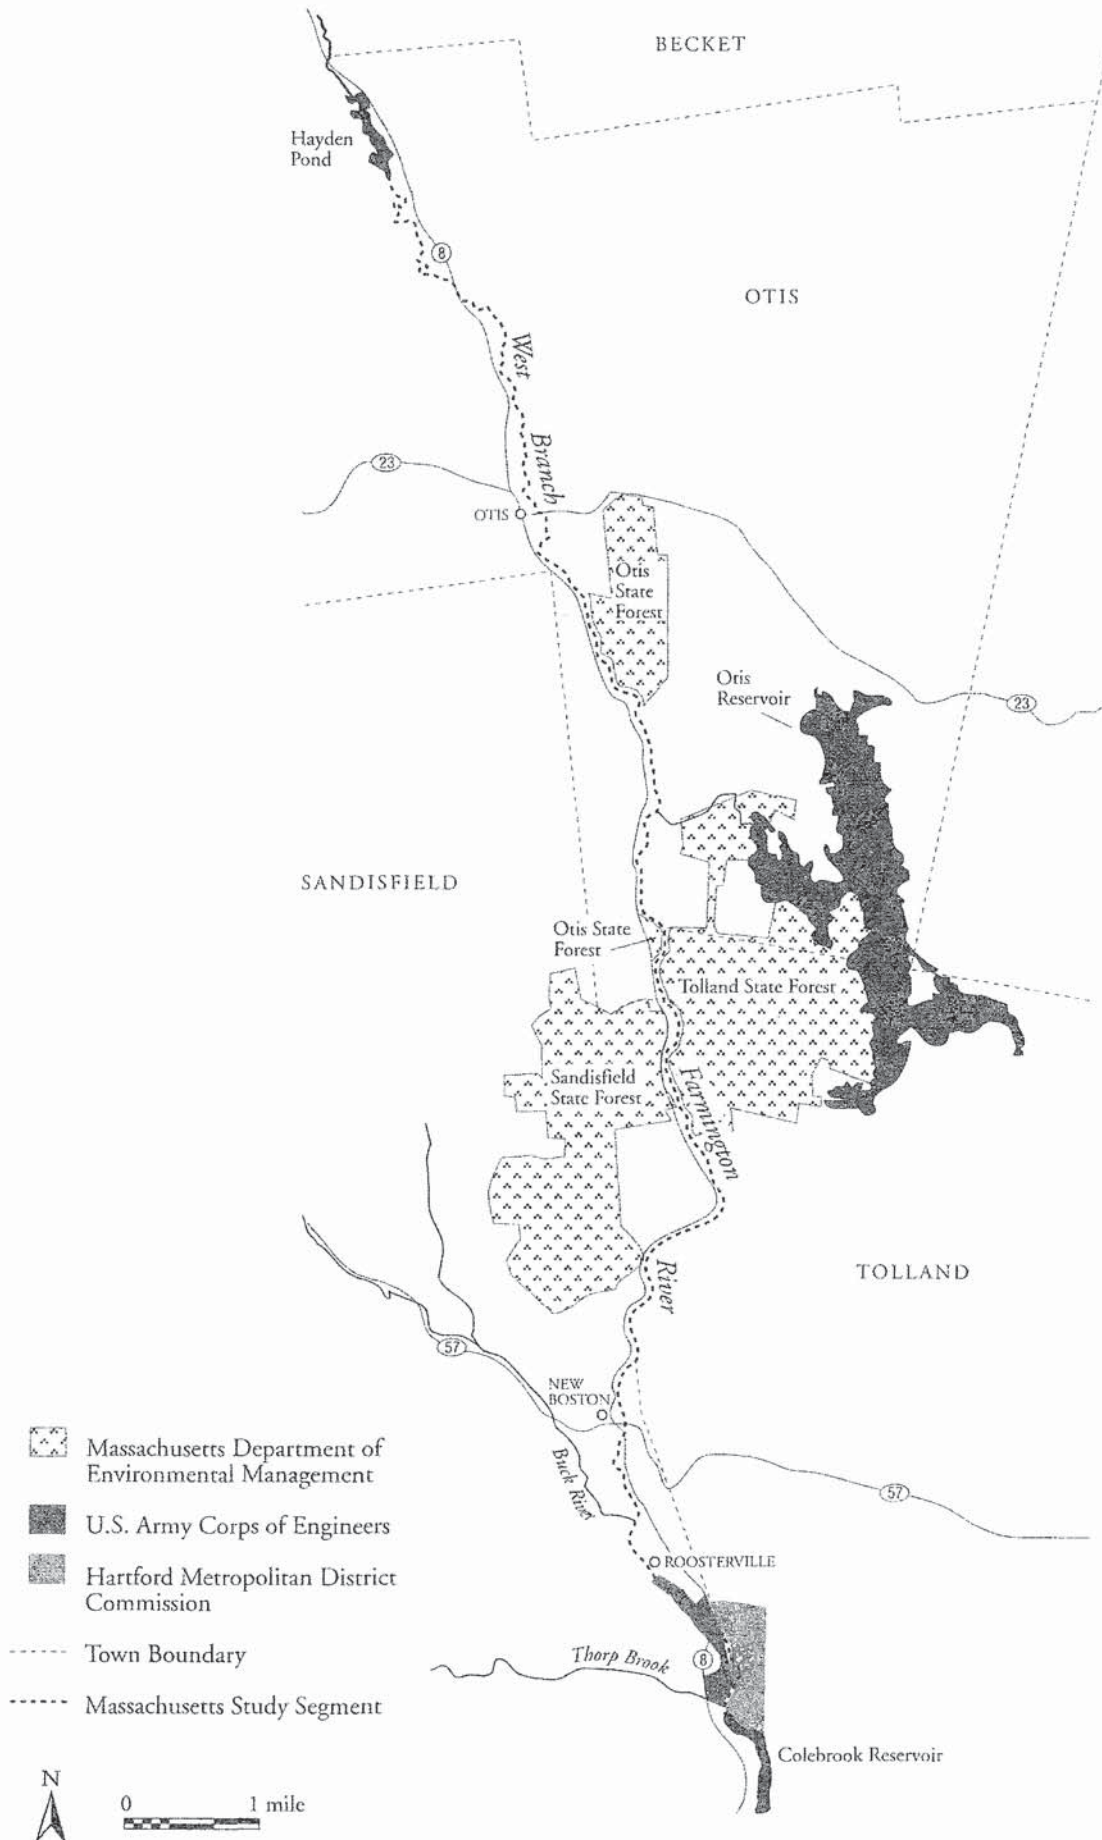 BECKET
Hayden
Pond
8
OTIS
West
Branch
23
OTIS
Otis
State
Forest
Otis
Reservoir
23
SANDISFIELD
Otis State
Forest
Tolland State Forest
Sandisfield
State Forest
Farmington
River
TOLLAND
57
NEW
BOSTON
Buck River
57
ROOSTERVILLE
Thorp Brook
8
Colebrook Reservoir
Massachusetts Department of
Environmental Management
U.S. Army Corps of Engineers
Hartford Metropolitan District
Commission
Town Boundary
Massachusetts Study Segment
N
0 1 mile